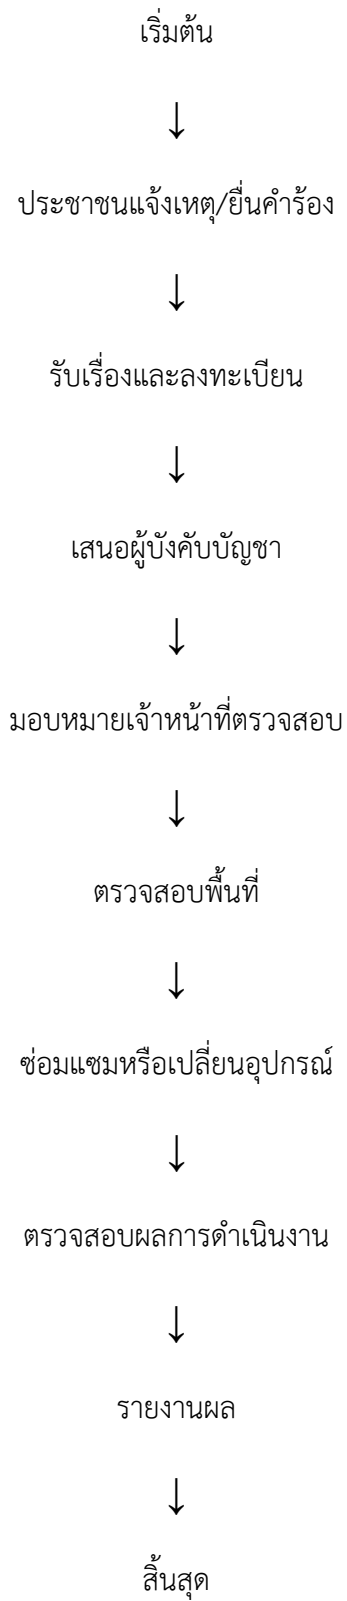 เริ่มต้น
↓
ประชาชนแจ้งเหตุ/ยื่นคำร้อง
↓
รับเรื่องและลงทะเบียน
↓
เสนอผู้บังคับบัญชา
↓
มอบหมายเจ้าหน้าที่ตรวจสอบ
↓
ตรวจสอบพื้นที่
↓
ซ่อมแซมหรือเปลี่ยนอุปกรณ์
↓
ตรวจสอบผลการดำเนินงาน
↓
รายงานผล
↓
สิ้นสุด